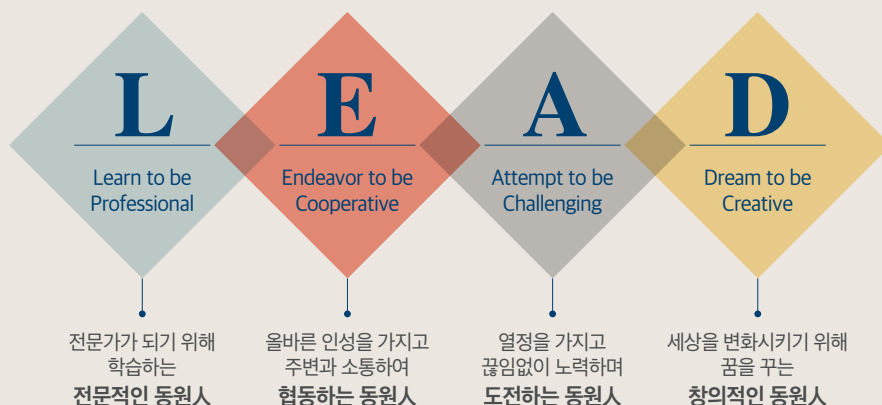 L
Learn to be
Professional
전문가가 되기 위해
학습하는
전문적인 동원人
E
Endeavor to be
Cooperative
올바른 인성을 가지고
주변과 소통하여
협동하는 동원人
A
Attempt to be
Challenging
열정을 가지고
끊임없이 노력하며
도전하는 동원人
D
Dream to be
Creative
세상을 변화시키기 위해
꿈을 꾸는
창의적인 동원人